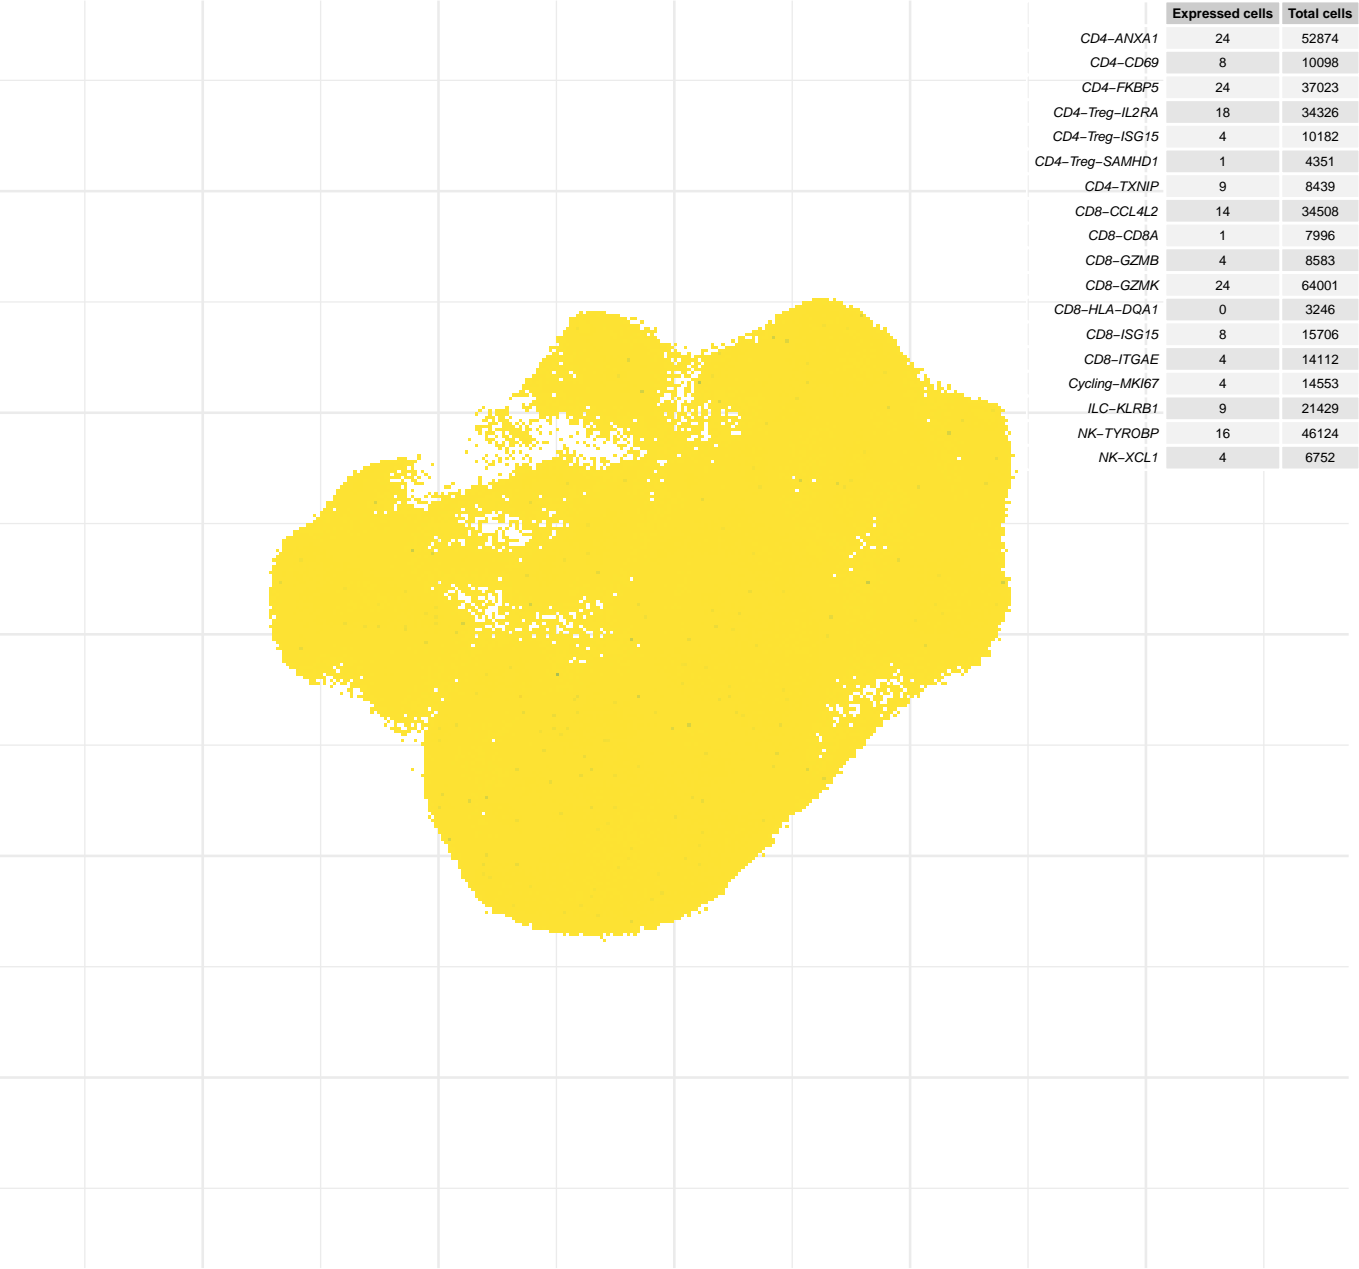 Expressed cells Total cells
CD4−ANXA1 24 52874
CD4−CD69 8 10098
CD4−FKBP5 24 37023
CD4−Treg−IL2RA 18 34326
CD4−Treg−ISG15 4 10182
CD4−Treg−SAMHD1 1 4351
CD4−TXNIP 9 8439
CD8−CCL4L2 14 34508
CD8−CD8A 1 7996
CD8−GZMB 4 8583
CD8−GZMK 24 64001
CD8−HLA−DQA1 0 3246
CD8−ISG15 8 15706
CD8−ITGAE 4 14112
Cycling−MKI67 4 14553
ILC−KLRB1 9 21429
NK−TYROBP 16 46124
NK−XCL1 4 6752